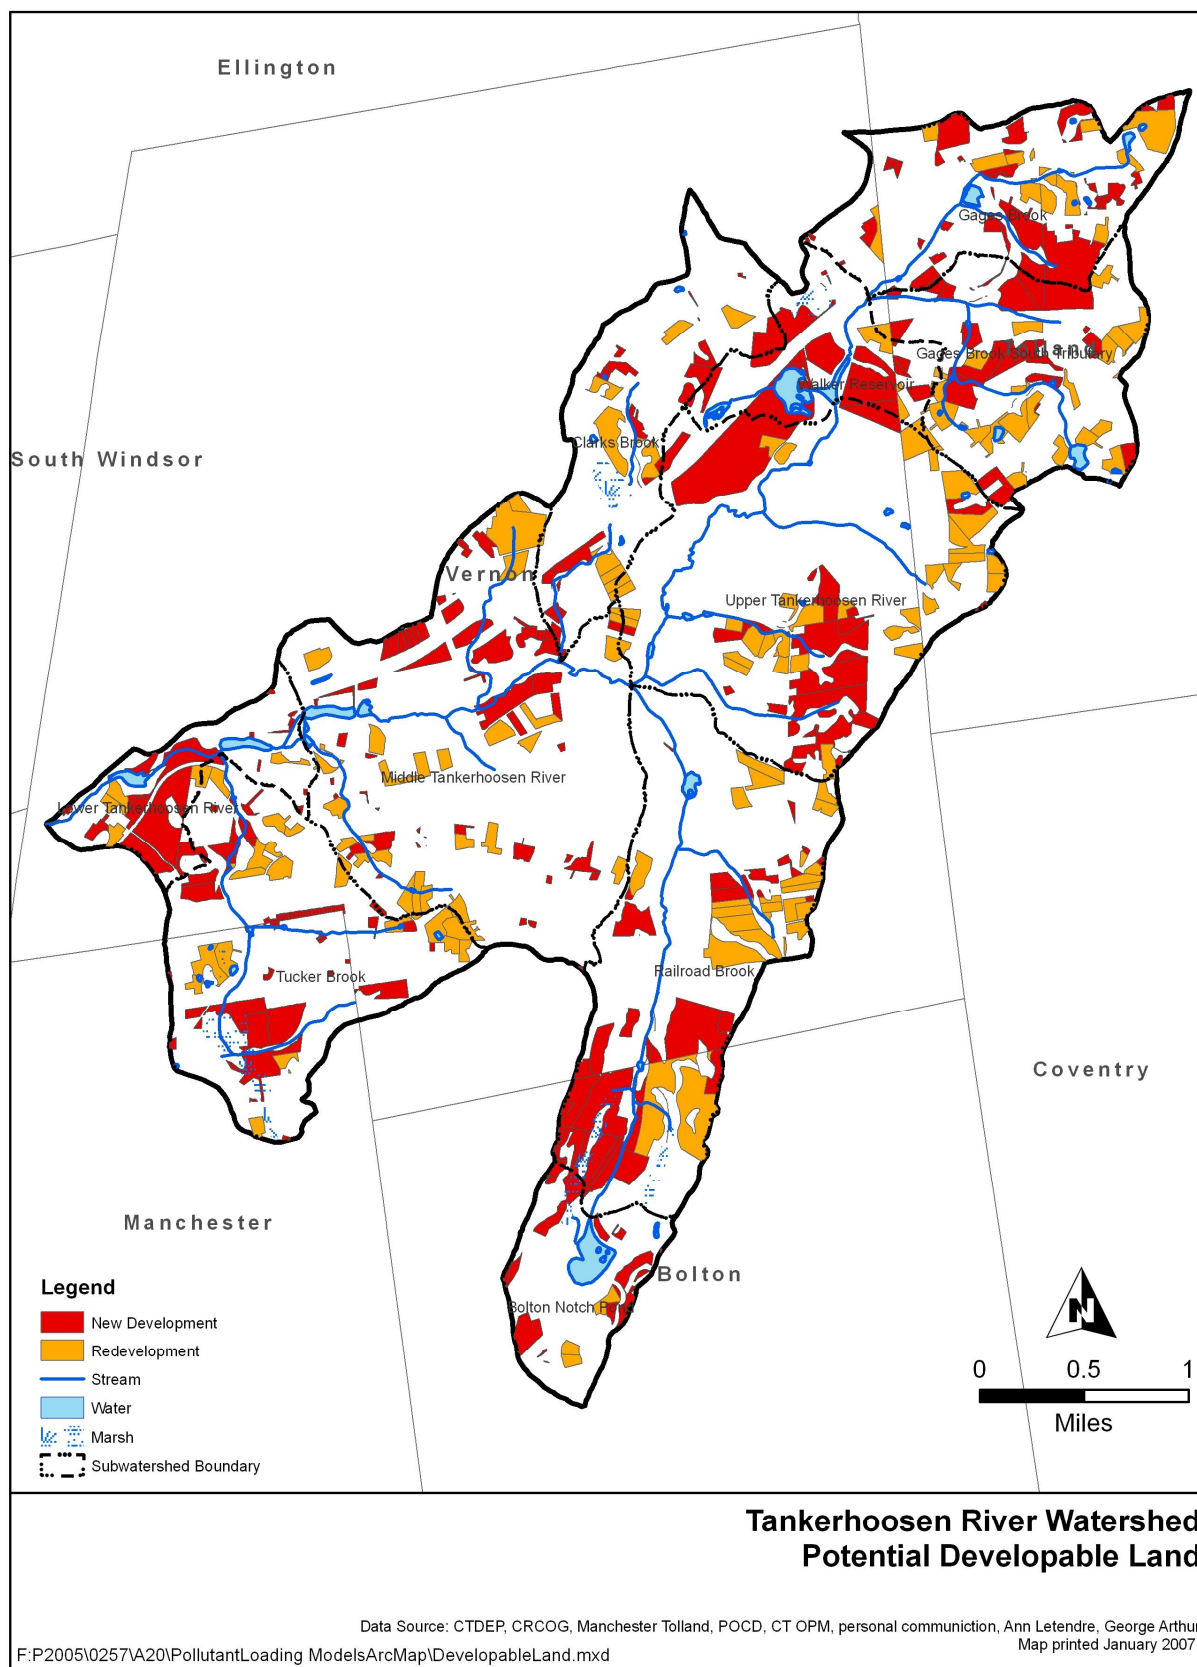 Ellington
Gages Brook
Tolland
Gages Brook South Tributary
Walker Reservoir
Clarks Brook
South Windsor
Vernon
Upper Tankerhoosen River
Middle Tankerhoosen River
Lower Tankerhoosen River
Railroad Brook
Tucker Brook
Coventry
Manchester
Bolton
Bolton Notch Pond
Legend
New Development
Redevelopment
Stream
Water
Marsh
Subwatershed Boundary
N
0 0.5 1
Miles
Tankerhoosen River Watershed
Potential Developable Land
Data Source: CTDEP, CRCOG, Manchester Tolland, POCD, CT OPM, personal communiction, Ann Letendre, George Arthur
Map printed January 2007
F:P2005\0257\A20\PollutantLoading ModelsArcMap\DevelopableLand.mxd